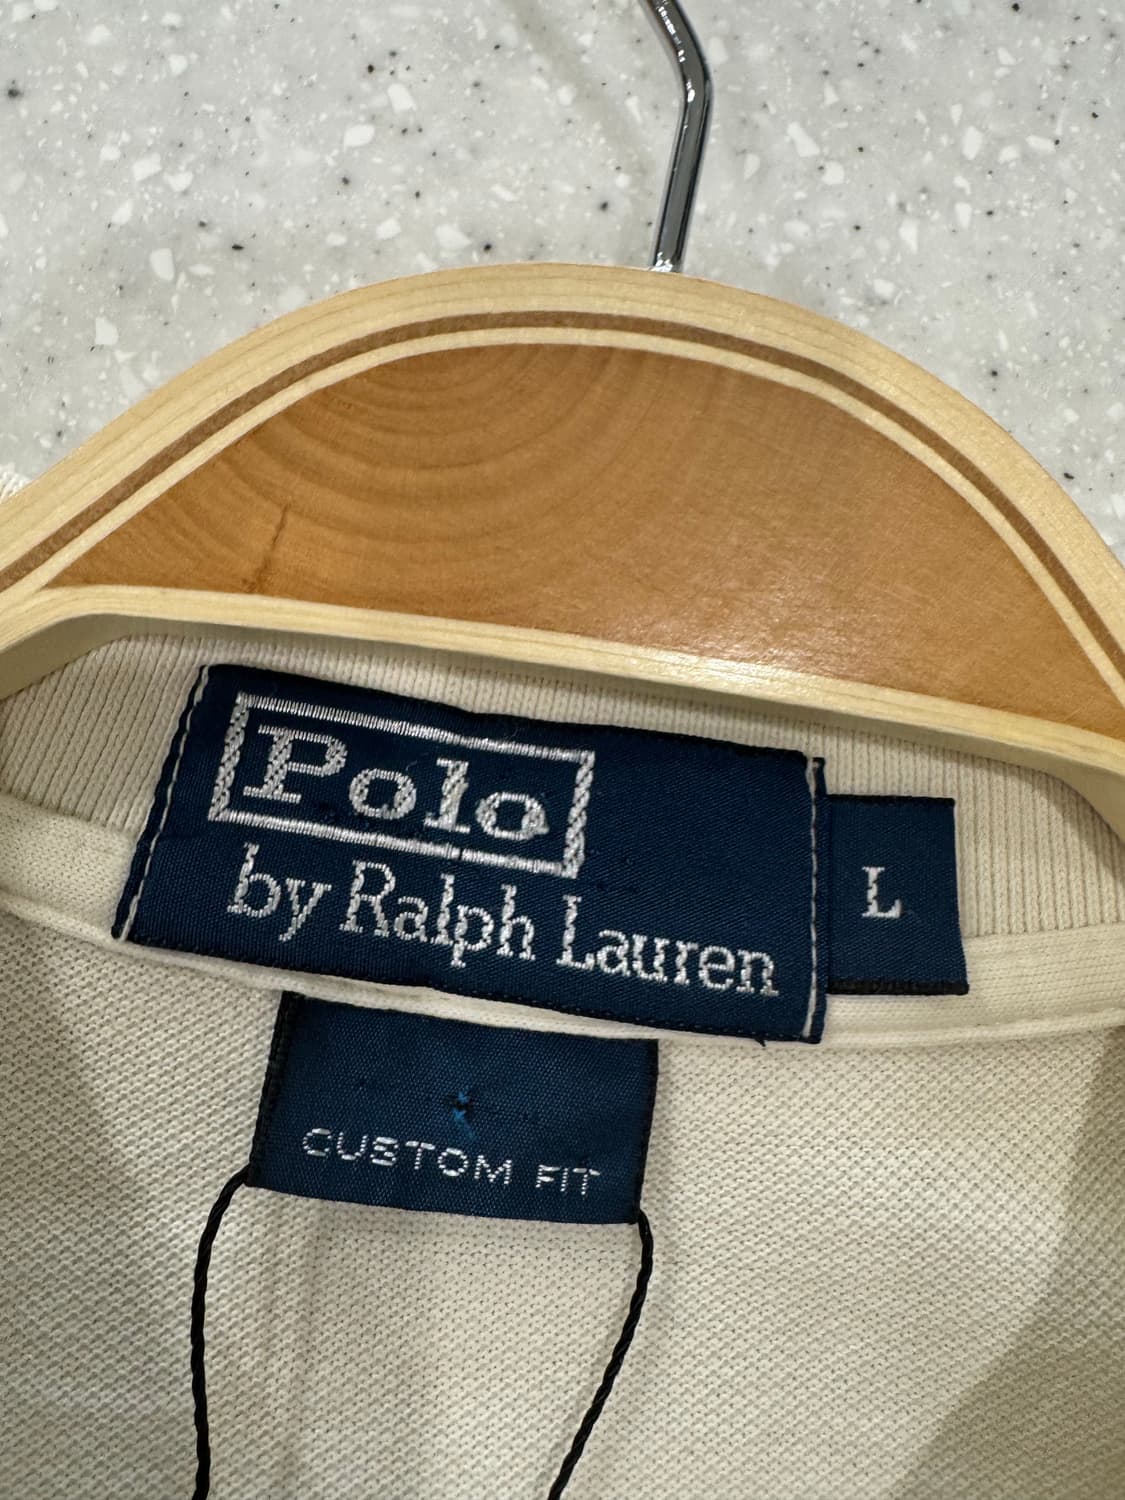 Polo
by Ralph Lauren
L
CUSTOM FIT